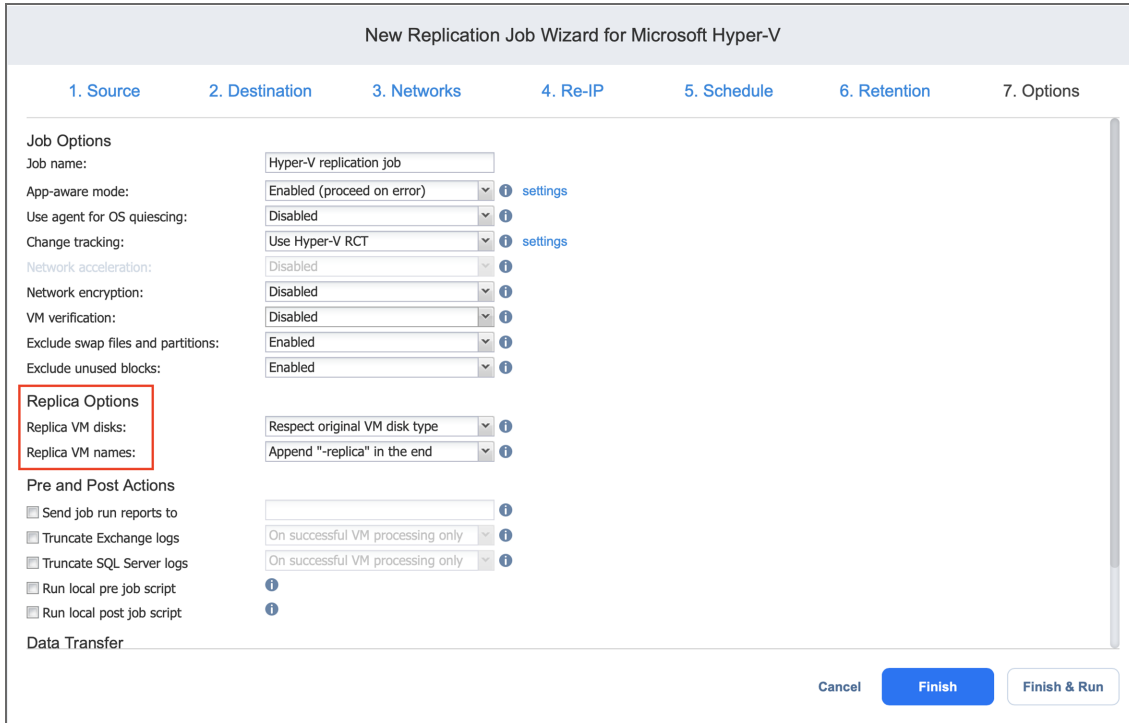 New Replication Job Wizard for Microsoft Hyper-V
1. Source 2. Destination 3. Networks 4. Re-IP 5. Schedule 6. Retention 7. Options
Job Options
Job name: Hyper-V replication job
App-aware mode: Enabled (proceed on error) settings
Use agent for OS quiescing: Disabled
Change tracking: Use Hyper-V RCT settings
Network acceleration: Disabled
Network encryption: Disabled
VM verification: Disabled
Exclude swap files and partitions: Enabled
Exclude unused blocks: Enabled
Replica Options
Replica VM disks: Respect original VM disk type
Replica VM names: Append "-replica" in the end
Pre and Post Actions
Send job run reports to
Truncate Exchange logs On successful VM processing only
Truncate SQL Server logs On successful VM processing only
Run local pre job script
Run local post job script
Data Transfer
Cancel Finish Finish & Run